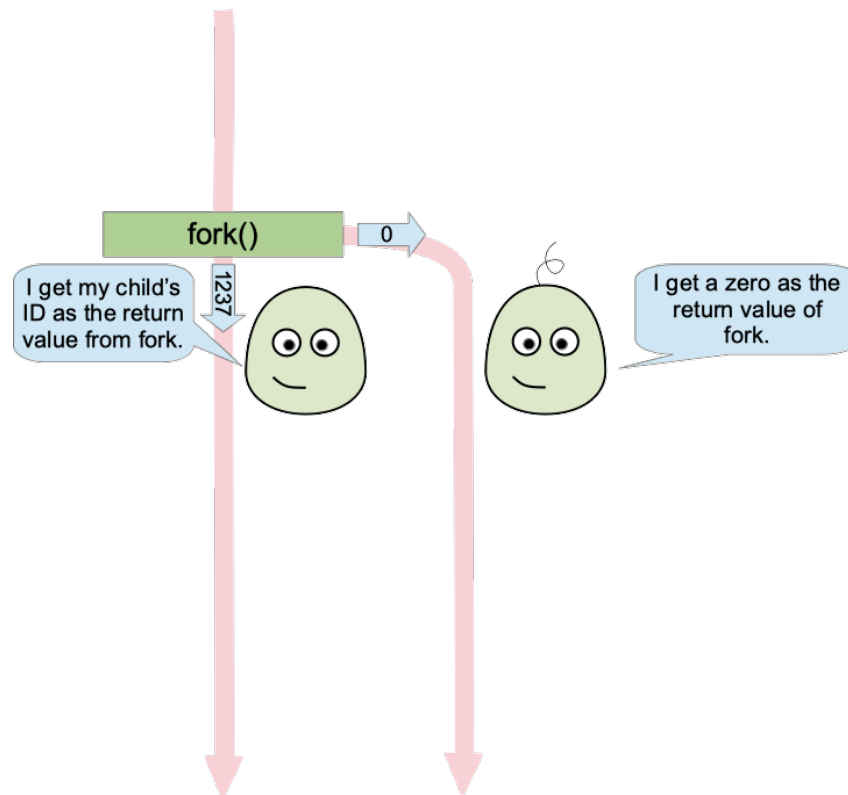 fork()
0
1237
I get my child's
ID as the return
value from fork.
I get a zero as the
return value of
fork.